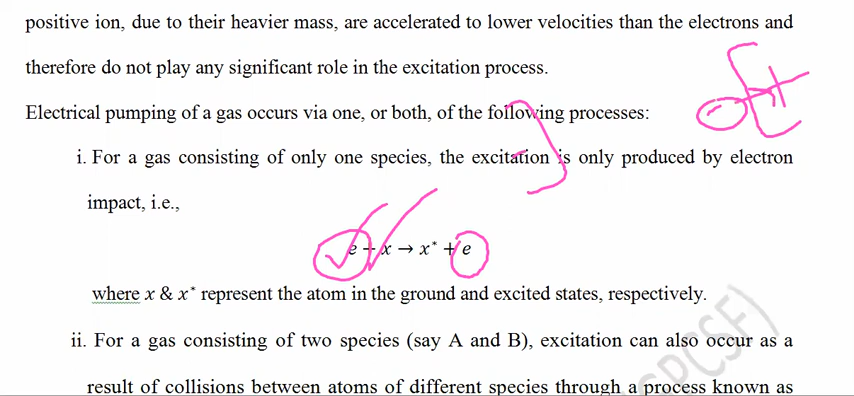 positive ion, due to their heavier mass, are accelerated to lower velocities than the electrons and
therefore do not play any significant role in the excitation process.
Electrical pumping of a gas occurs via one, or both, of the following processes:
i. For a gas consisting of only one species, the excitation is only produced by electron
impact, i.e.,
e + x → x* + e
where x & x* represent the atom in the ground and excited states, respectively.
ii. For a gas consisting of two species (say A and B), excitation can also occur as a
result of collisions between atoms of different species through a process known as